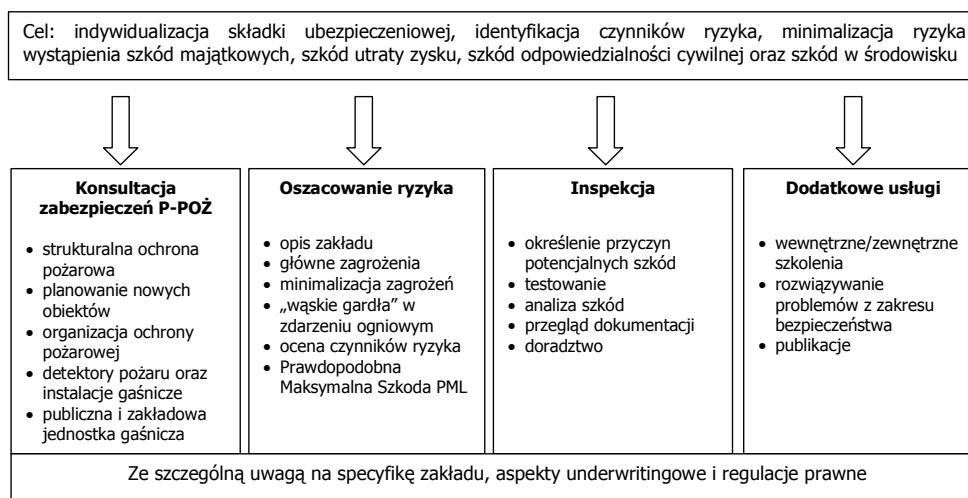 Cel: indywidualizacja składki ubezpieczeniowej, identyfikacja czynników ryzyka, minimalizacja ryzyka
wystąpienia szkód majątkowych, szkód utraty zysku, szkód odpowiedzialności cywilnej oraz szkód w środowisku
Konsultacja
zabezpieczeń P-POŻ
• strukturalna ochrona
pożarowa
• planowanie nowych
obiektów
• organizacja ochrony
pożarowej
• detektory pożaru oraz
instalacje gaśnicze
• publiczna i zakładowa
jednostka gaśnicza
Oszacowanie ryzyka
• opis zakładu
• główne zagrożenia
• minimalizacja zagrożeń
• „wąskie gardła” w
zdarzeniu ogniowym
• ocena czynników ryzyka
• Prawdopodobna
Maksymalna Szkoda PML
Inspekcja
• określenie przyczyn
potencjalnych szkód
• testowanie
• analiza szkód
• przegląd dokumentacji
• doradztwo
Dodatkowe usługi
• wewnętrzne/zewnętrzne
szkolenia
• rozwiązywanie
problemów z zakresu
bezpieczeństwa
• publikacje
Ze szczególną uwagą na specyfikę zakładu, aspekty underwritingowe i regulacje prawne